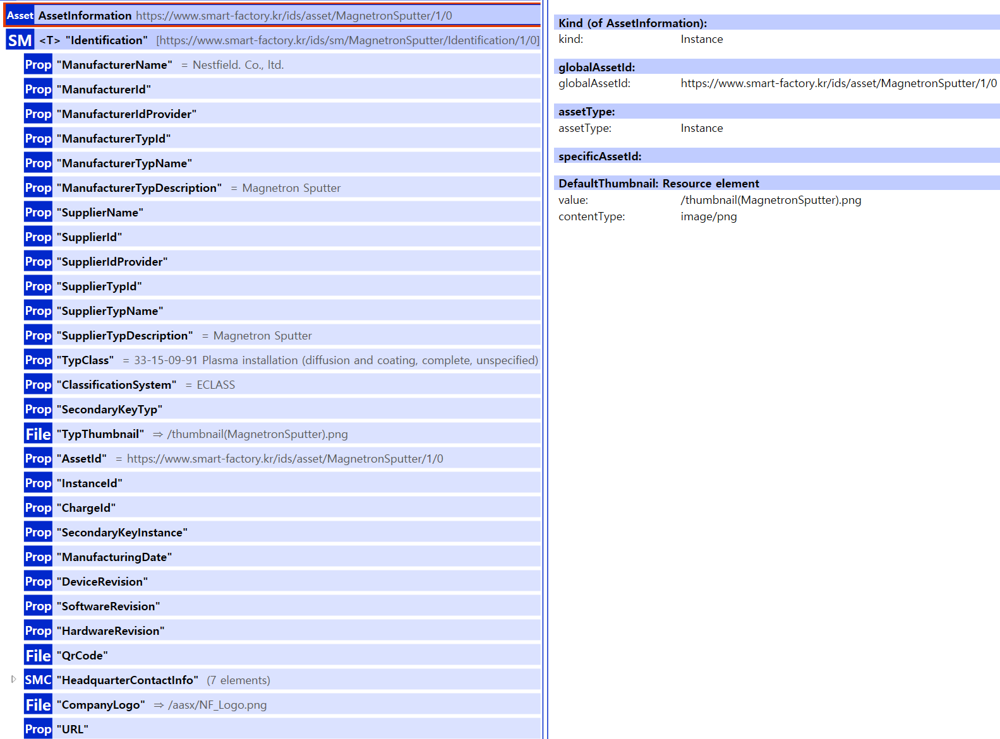 Asset AssetInformation https://www.smart-factory.kr/ids/asset/MagnetronSputter/1/0
SM <T> "Identification" [https://www.smart-factory.kr/ids/sm/MagnetronSputter/Identification/1/0]
Prop "ManufacturerName" = Nestfield. Co., ltd.
Prop "ManufacturerId"
Prop "ManufacturerIdProvider"
Prop "ManufacturerTypId"
Prop "ManufacturerTypName"
Prop "ManufacturerTypDescription" = Magnetron Sputter
Prop "SupplierName"
Prop "SupplierId"
Prop "SupplierIdProvider"
Prop "SupplierTypId"
Prop "SupplierTypName"
Prop "SupplierTypDescription" = Magnetron Sputter
Prop "TypClass" = 33-15-09-91 Plasma installation (diffusion and coating, complete, unspecified)
Prop "ClassificationSystem" = ECLASS
Prop "SecondaryKeyTyp"
File "TypThumbnail" ⇒ /thumbnail(MagnetronSputter).png
Prop "AssetId" = https://www.smart-factory.kr/ids/asset/MagnetronSputter/1/0
Prop "InstanceId"
Prop "ChargeId"
Prop "SecondaryKeyInstance"
Prop "ManufacturingDate"
Prop "DeviceRevision"
Prop "SoftwareRevision"
Prop "HardwareRevision"
File "QrCode"
SMC "HeadquarterContactInfo" (7 elements)
File "CompanyLogo" ⇒ /aasx/NF_Logo.png
Prop "URL"
Kind (of AssetInformation):
kind: Instance
globalAssetId:
globalAssetId: https://www.smart-factory.kr/ids/asset/MagnetronSputter/1/0
assetType:
assetType: Instance
specificAssetId:
DefaultThumbnail: Resource element
value: /thumbnail(MagnetronSputter).png
contentType: image/png